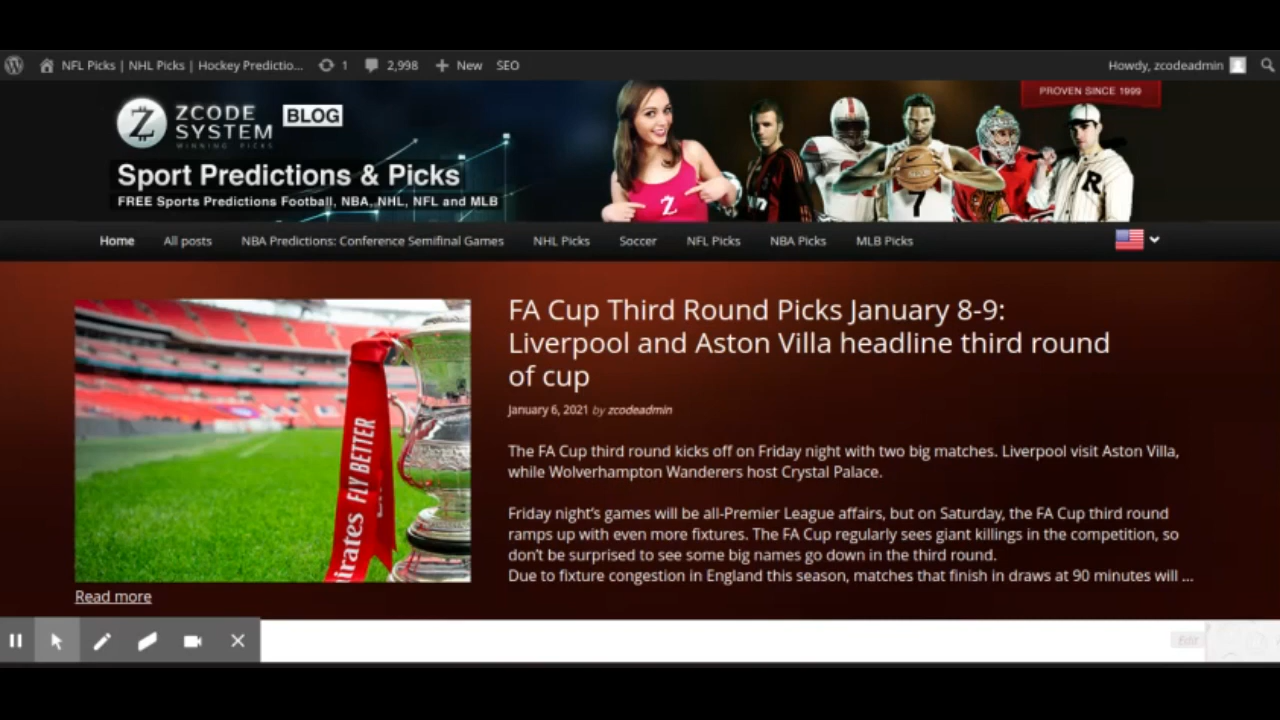 NFL Picks | NHL Picks | Hockey Predictio... 1 2,998 New SEO Howdy, zcodeadmin
PROVEN SINCE 1999
ZCODE
SYSTEM
BLOG
WINNING PICKS
Sport Predictions & Picks
FREE Sports Predictions Football, NBA, NHL, NFL and MLB
Z
7
R
Home All posts NBA Predictions: Conference Semifinal Games NHL Picks Soccer NFL Picks NBA Picks MLB Picks
FA Cup Third Round Picks January 8-9:
Liverpool and Aston Villa headline third round
of cup
January 6, 2021 by zcodeadmin
The FA Cup third round kicks off on Friday night with two big matches. Liverpool visit Aston Villa,
while Wolverhampton Wanderers host Crystal Palace.
Friday night's games will be all-Premier League affairs, but on Saturday, the FA Cup third round
ramps up with even more fixtures. The FA Cup regularly sees giant killings in the competition, so
don't be surprised to see some big names go down in the third round.
Due to fixture congestion in England this season, matches that finish in draws at 90 minutes will ...
irates FLY BETTER
Read more
Edit